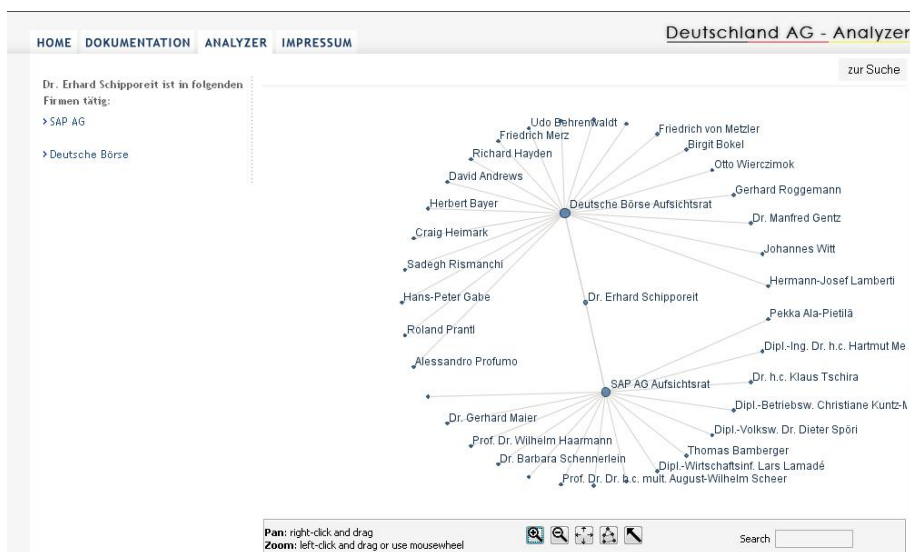 Deutschland AG - Analyzer
HOME DOKUMENTATION ANALYZER IMPRESSUM
zur Suche
Dr. Erhard Schipporeit ist in folgenden
Firmen tätig:
SAP AG
Deutsche Börse
Udo Behrenwaldt
Friedrich Merz
Richard Hayden
David Andrews
Herbert Bayer
Craig Heimark
Sadegh Rismanchi
Hans-Peter Gabe
Roland Prantl
Alessandro Profumo
Friedrich von Metzler
Birgit Bokel
Otto Wierczimok
Gerhard Roggemann
Deutsche Börse Aufsichtsrat
Dr. Manfred Gentz
Johannes Witt
Hermann-Josef Lamberti
Dr. Erhard Schipporeit
Pekka Ala-Pietilä
Dipl.-Ing. Dr. h.c. Hartmut Me
Dr. h.c. Klaus Tschira
SAP AG Aufsichtsrat
Dipl.-Betriebsw. Christiane Kuntz-M
Dipl.-Volksw. Dr. Dieter Spöri
Thomas Bamberger
Dipl.-Wirtschaftsinf. Lars Lamadé
Dr. Gerhard Maier
Prof. Dr. Wilhelm Haarmann
Dr. Barbara Schennerlein
Prof. Dr. Dr. h.c. mult. August-Wilhelm Scheer
Pan: right-click and drag
Zoom: left-click and drag or use mousewheel
Search